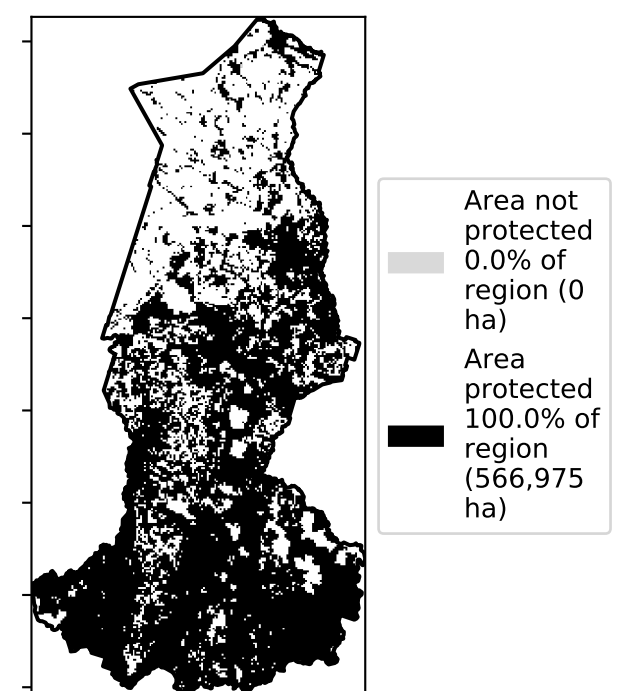 Area not
protected
0.0% of
region (0
ha)
Area
protected
100.0% of
region
(566,975
ha)